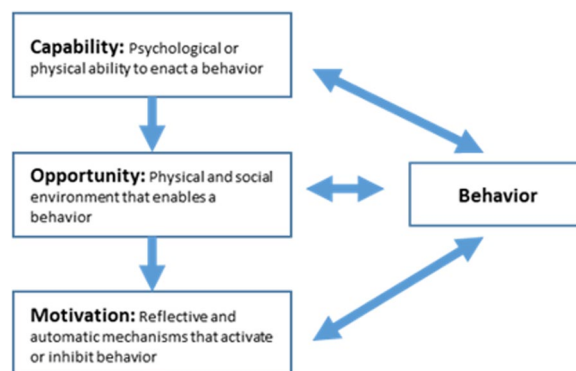 Capability: Psychological or
physical ability to enact a behavior
Opportunity: Physical and social
environment that enables a
behavior
Behavior
Motivation: Reflective and
automatic mechanisms that activate
or inhibit behavior